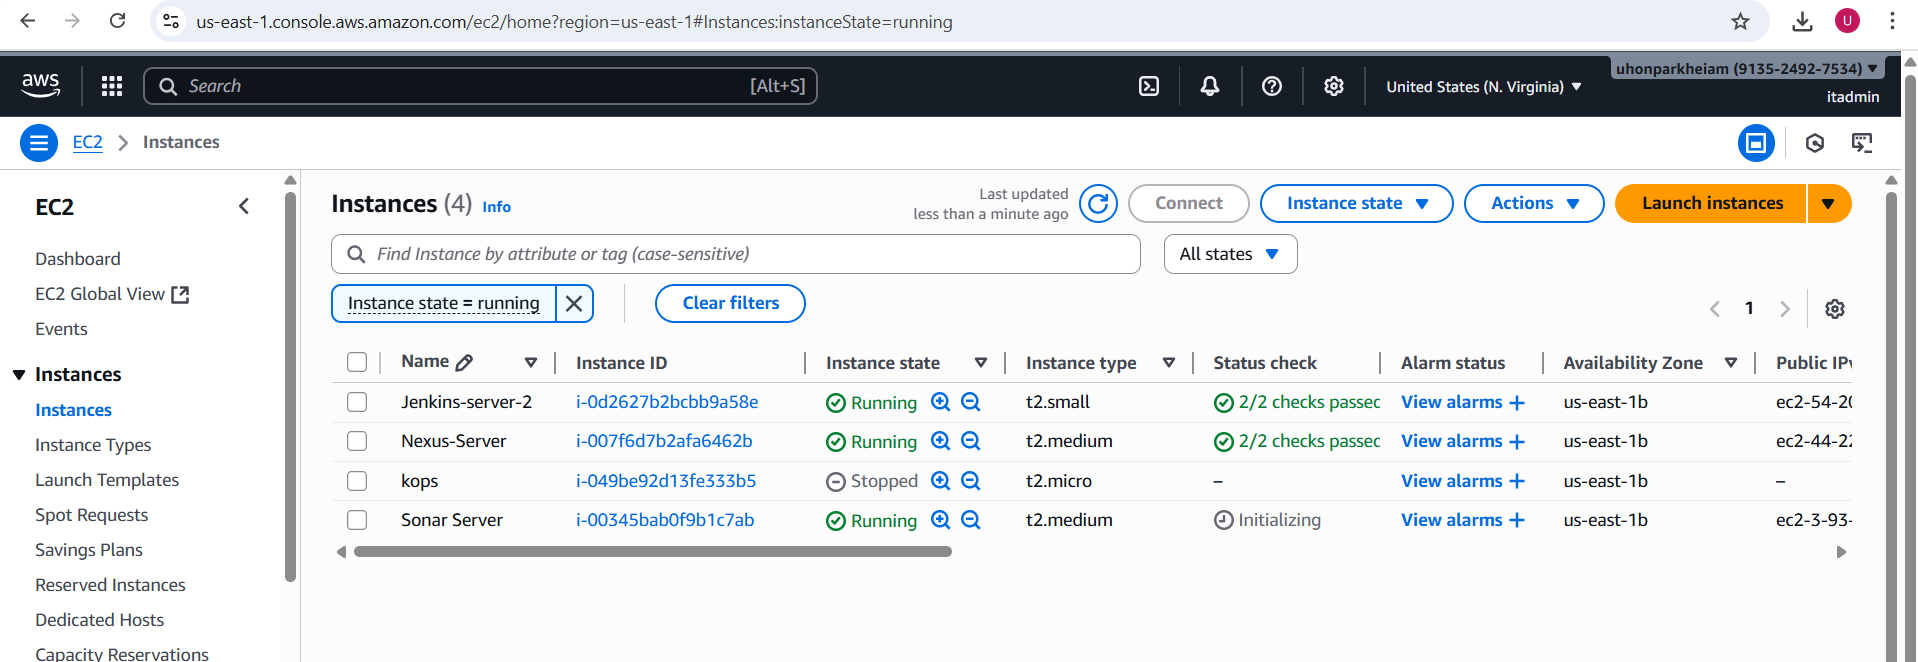 us-east-1.console.aws.amazon.com/ec2/home?region=us-east-1#Instances:instanceState=running
U
aws
Search [Alt+S]
United States (N. Virginia)
uhonparkheiam (9135-2492-7534)
itadmin
EC2 > Instances
EC2
Dashboard
EC2 Global View
Events
Instances
Instances
Instance Types
Launch Templates
Spot Requests
Savings Plans
Reserved Instances
Dedicated Hosts
Capacity Reservations
Instances (4) Info
Last updated
less than a minute ago
Connect
Instance state
Actions
Launch instances
Find Instance by attribute or tag (case-sensitive)
All states
Instance state = running
Clear filters
1
Name Instance ID Instance state Instance type Status check Alarm status Availability Zone Public IPv
Jenkins-server-2 i-0d2627b2bcbb9a58e Running t2.small 2/2 checks passed View alarms + us-east-1b ec2-54-20
Nexus-Server i-007f6d7b2afa6462b Running t2.medium 2/2 checks passed View alarms + us-east-1b ec2-44-22
kops i-049be92d13fe333b5 Stopped t2.micro – View alarms + us-east-1b –
Sonar Server i-00345bab0f9b1c7ab Running t2.medium Initializing View alarms + us-east-1b ec2-3-93-